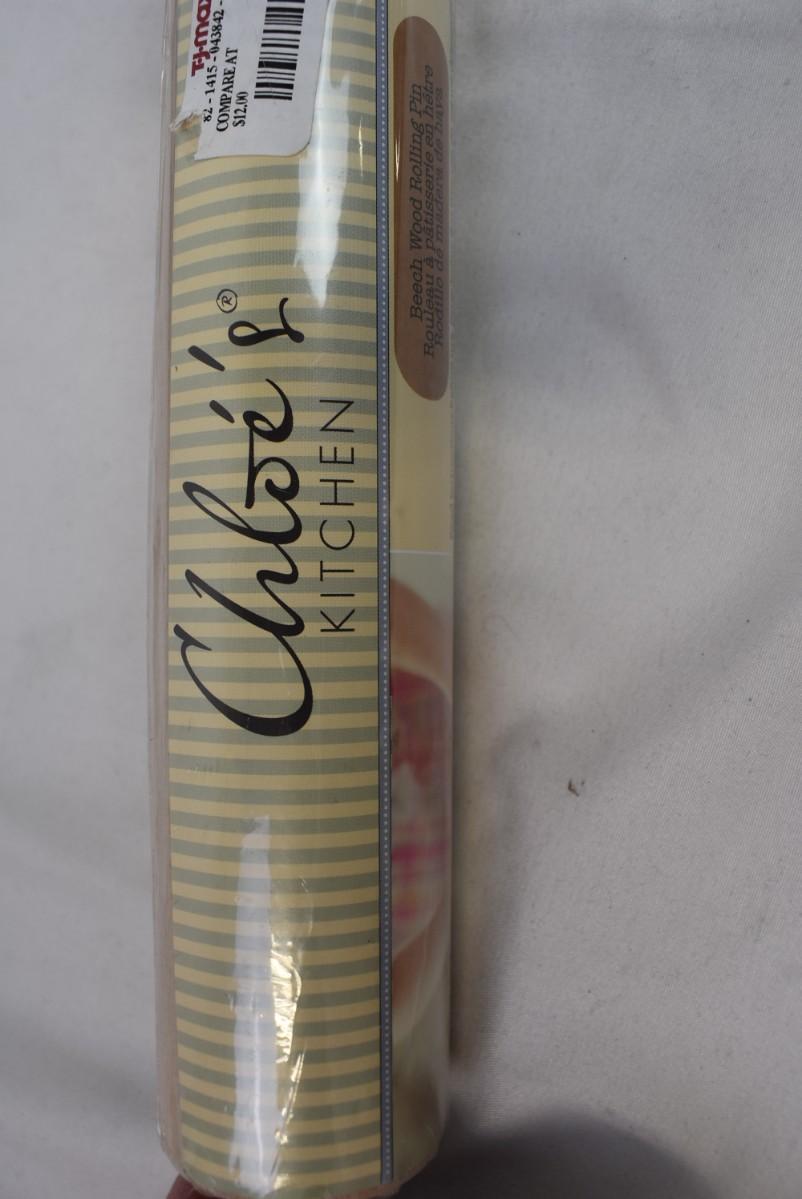 T·J·max
82 - 1415 - 043842 -
COMPARE AT
$12.00
Chloé's®
KITCHEN
Beech Wood Rolling Pin
Rouleau à pâtisserie en hêtre
Rodillo de madera de haya